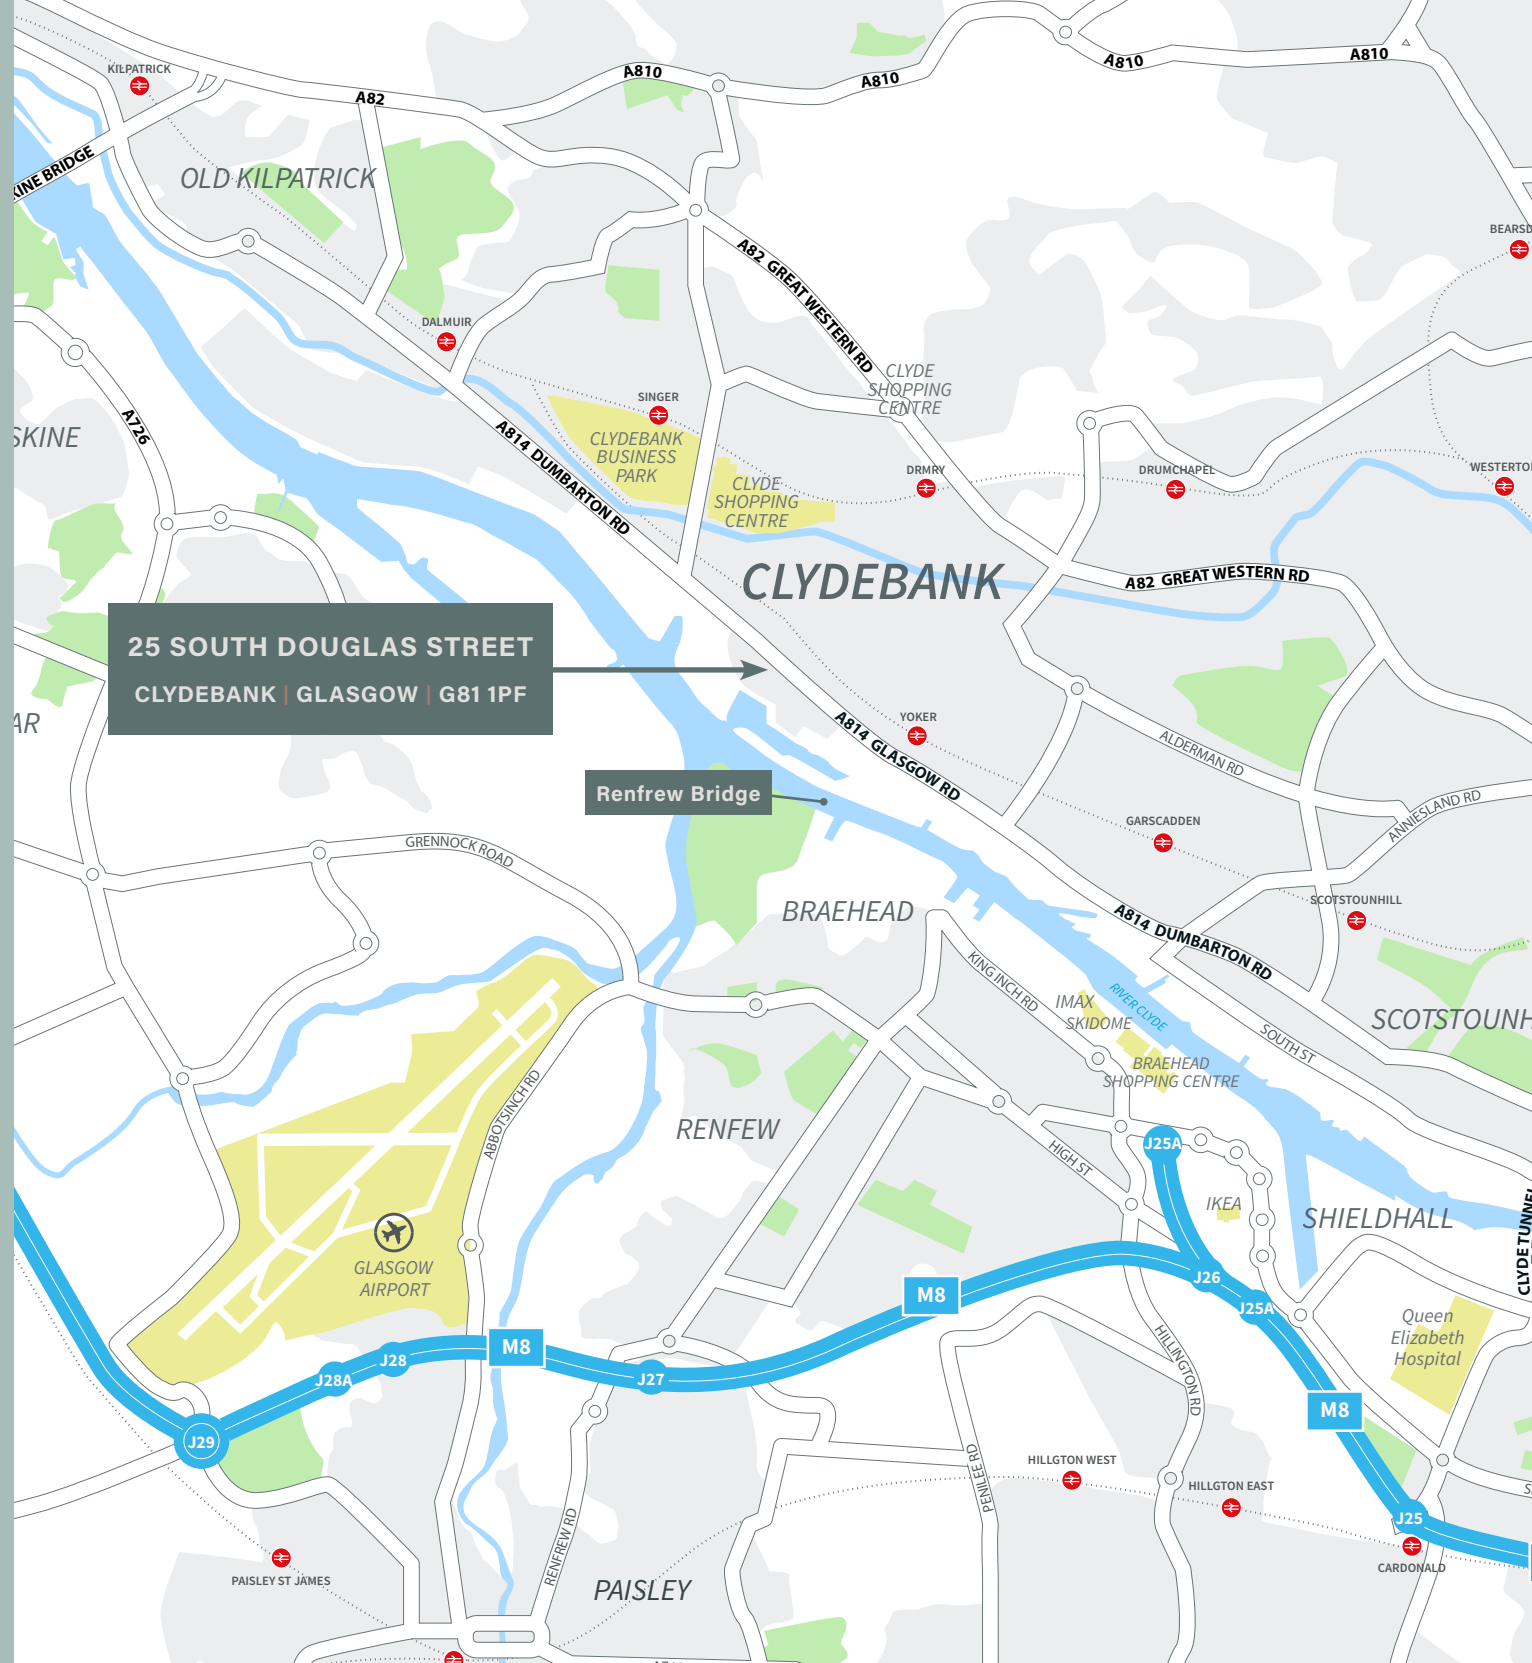 KILPATRICK
A82
A810
A810
A810
A810
KINE BRIDGE
OLD KILPATRICK
BEARSD
A82 GREAT WESTERN RD
DALMUIR
CLYDE
SHOPPING
CENTRE
SINGER
A726
SKINE
A814 DUMBARTON RD
CLYDEBANK
BUSINESS
PARK
CLYDE
SHOPPING
CENTRE
DRMRY
DRUMCHAPEL
WESTERTO
CLYDEBANK
A82 GREAT WESTERN RD
25 SOUTH DOUGLAS STREET
CLYDEBANK | GLASGOW | G81 1PF
AR
YOKER
A814 GLASGOW RD
ALDERMAN RD
Renfrew Bridge
ANNIESLAND RD
GARSCADDEN
GRENNOCK ROAD
SCOTSTOUNHILL
BRAEHEAD
A814 DUMBARTON RD
KING INCH RD
IMAX
SKIDOME
RIVER CLYDE
SCOTSTOUNH
SOUTH ST
BRAEHEAD
SHOPPING CENTRE
ABBOTSINCH RD
RENFEW
HIGH ST
J25A
IKEA
SHIELDHALL
CLYDE TUNNEL
GLASGOW
AIRPORT
J26
M8
J25A
Queen
Elizabeth
Hospital
M8
J28
J28A
J27
HILLINGTON RD
M8
J29
PENILEE RD
HILLGTON WEST
HILLGTON EAST
J25
RENFREW RD
CARDONALD
PAISLEY ST JAMES
PAISLEY